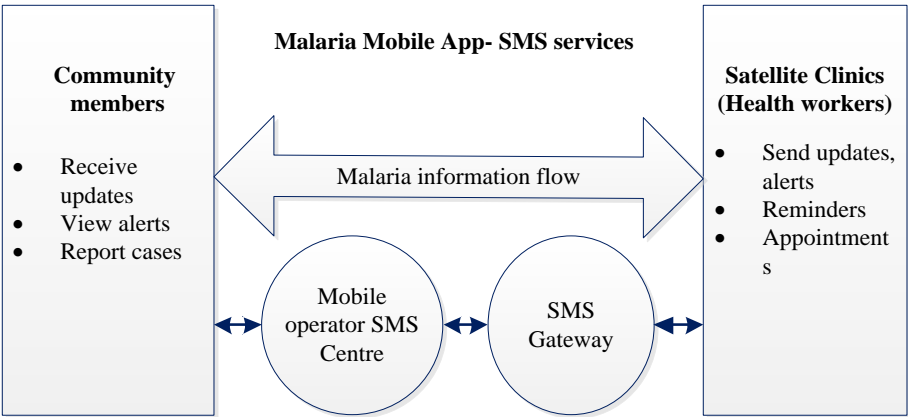 Malaria Mobile App- SMS services
Community
members
• Receive
updates
• View alerts
• Report cases
Malaria information flow
Mobile
operator SMS
Centre
SMS
Gateway
Satellite Clinics
(Health workers)
• Send updates,
alerts
• Reminders
• Appointment
s